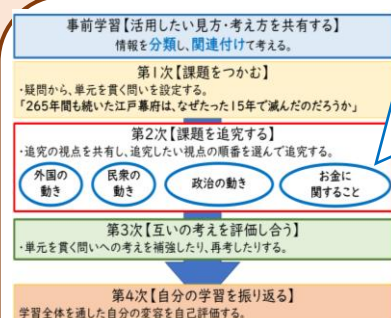 事前学習【活用したい見方・考え方を共有する】
情報を分類し、関連付けて考える。
第1次【課題をつかむ】
・疑問から、単元を貫く問いを設定する。
「265年間も続いた江戸幕府は、なぜたった15年で滅んだのだろうか」
第2次【課題を追究する】
・追究の視点を共有し、追究したい視点の順番を選んで追究する。
外国の
動き
民衆の
動き
政治の動き
お金に
関すること
第3次【互いの考えを評価し合う】
・単元を貫く問いへの考えを補強したり、再考したりする。
第4次【自分の学習を振り返る】
学習全体を通した自分の変容を自己評価する。